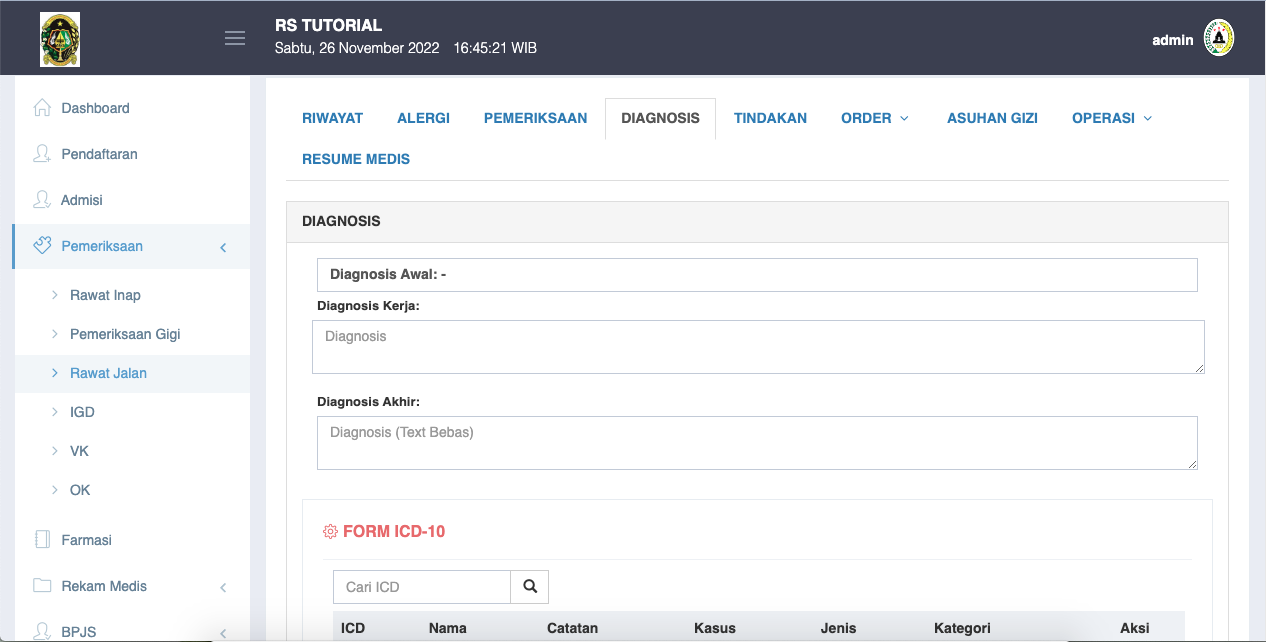 RS TUTORIAL
Sabtu, 26 November 2022 16:45:21 WIB
admin
Dashboard
Pendaftaran
Admisi
Pemeriksaan
Rawat Inap
Pemeriksaan Gigi
Rawat Jalan
IGD
VK
OK
Farmasi
Rekam Medis
BPJS
RIWAYAT ALERGI PEMERIKSAAN DIAGNOSIS TINDAKAN ORDER ASUHAN GIZI OPERASI
RESUME MEDIS
DIAGNOSIS
Diagnosis Awal: -
Diagnosis Kerja:
Diagnosis
Diagnosis Akhir:
Diagnosis (Text Bebas)
FORM ICD-10
Cari ICD
ICD Nama Catatan Kasus Jenis Kategori Aksi